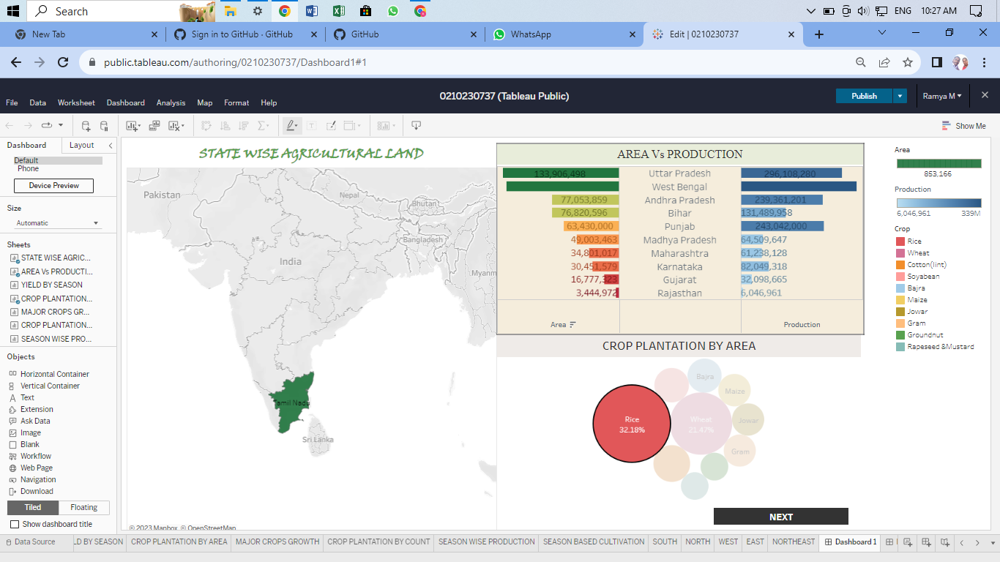 Search
ENG 10:27 AM
New Tab
Sign in to GitHub · GitHub
GitHub
WhatsApp
Edit | 0210230737
public.tableau.com/authoring/0210230737/Dashboard1#1
0210230737 (Tableau Public)
File Data Worksheet Dashboard Analysis Map Format Help
Publish
Ramya M
Show Me
Dashboard Layout
Default
Phone
Device Preview
Size
Automatic
Sheets
STATE WISE AGRIC...
AREA Vs PRODUCTI...
YIELD BY SEASON
CROP PLANTATION...
MAJOR CROPS GR...
CROP PLANTATION...
SEASON WISE PRO...
Objects
Horizontal Container
Vertical Container
Text
Extension
Ask Data
Image
Blank
Workflow
Web Page
Navigation
Download
Tiled Floating
Show dashboard title
STATE WISE AGRICULTURAL LAND
Pakistan
Nepal
Bhutan
Bangladesh
India
Myanm
Tamil Nadu
Sri Lanka
© 2023 Mapbox © OpenStreetMap
AREA Vs PRODUCTION
133,906,498 Uttar Pradesh 296,108,280
West Bengal
77,053,859 Andhra Pradesh 239,361,201
76,820,596 Bihar 131,489,958
63,430,000 Punjab 243,042,000
49,003,463 Madhya Pradesh 64,509,647
34,801,017 Maharashtra 61,238,128
30,451,579 Karnataka 82,049,318
16,777,323 Gujarat 32,098,665
3,444,972 Rajasthan 6,046,961
Area Production
CROP PLANTATION BY AREA
Bajra
Maize
Rice
32.18%
Wheat
21.47%
Jowar
Gram
NEXT
Area
853,166
Production
6,046,961 339M
Crop
Rice
Wheat
Cotton(lint)
Soyabean
Bajra
Maize
Jowar
Gram
Groundnut
Rapeseed &Mustard
Data Source LD BY SEASON CROP PLANTATION BY AREA MAJOR CROPS GROWTH CROP PLANTATION BY COUNT SEASON WISE PRODUCTION SEASON BASED CULTIVATION SOUTH NORTH WEST EAST NORTHEAST Dashboard 1